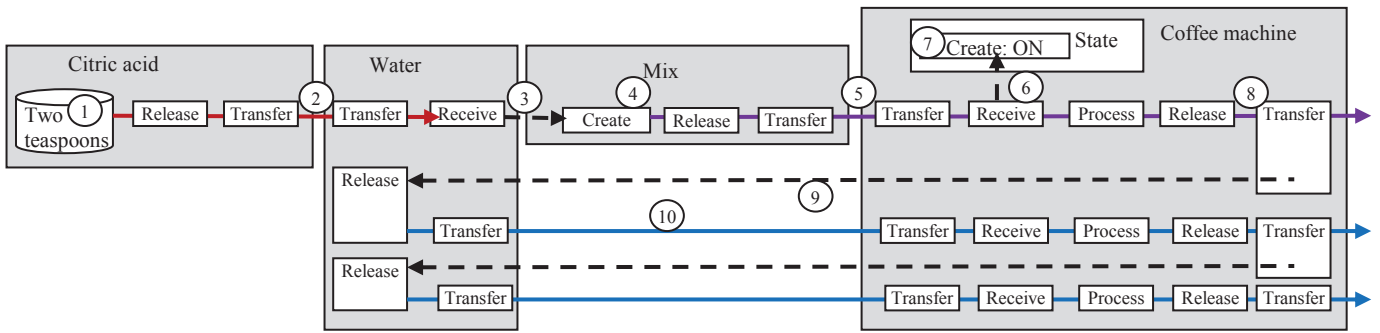 Citric acid
Water
Mix
Coffee machine
7
Create: ON
State
Two
teaspoons
1
Release
Transfer
2
Transfer
Receive
3
4
Create
Release
Transfer
5
Transfer
Receive
6
Process
Release
8
Transfer
Release
9
Transfer
10
Transfer
Receive
Process
Release
Transfer
Release
Transfer
Transfer
Receive
Process
Release
Transfer